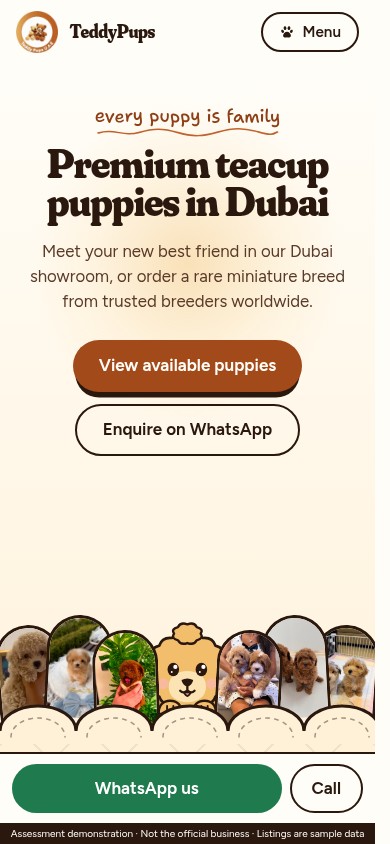 TeddyPups
Menu
every puppy is family
Premium teacup
puppies in Dubai
Meet your new best friend in our Dubai
showroom, or order a rare miniature breed
from trusted breeders worldwide.
View available puppies
Enquire on WhatsApp
WhatsApp us
Call
Assessment demonstration · Not the official business · Listings are sample data